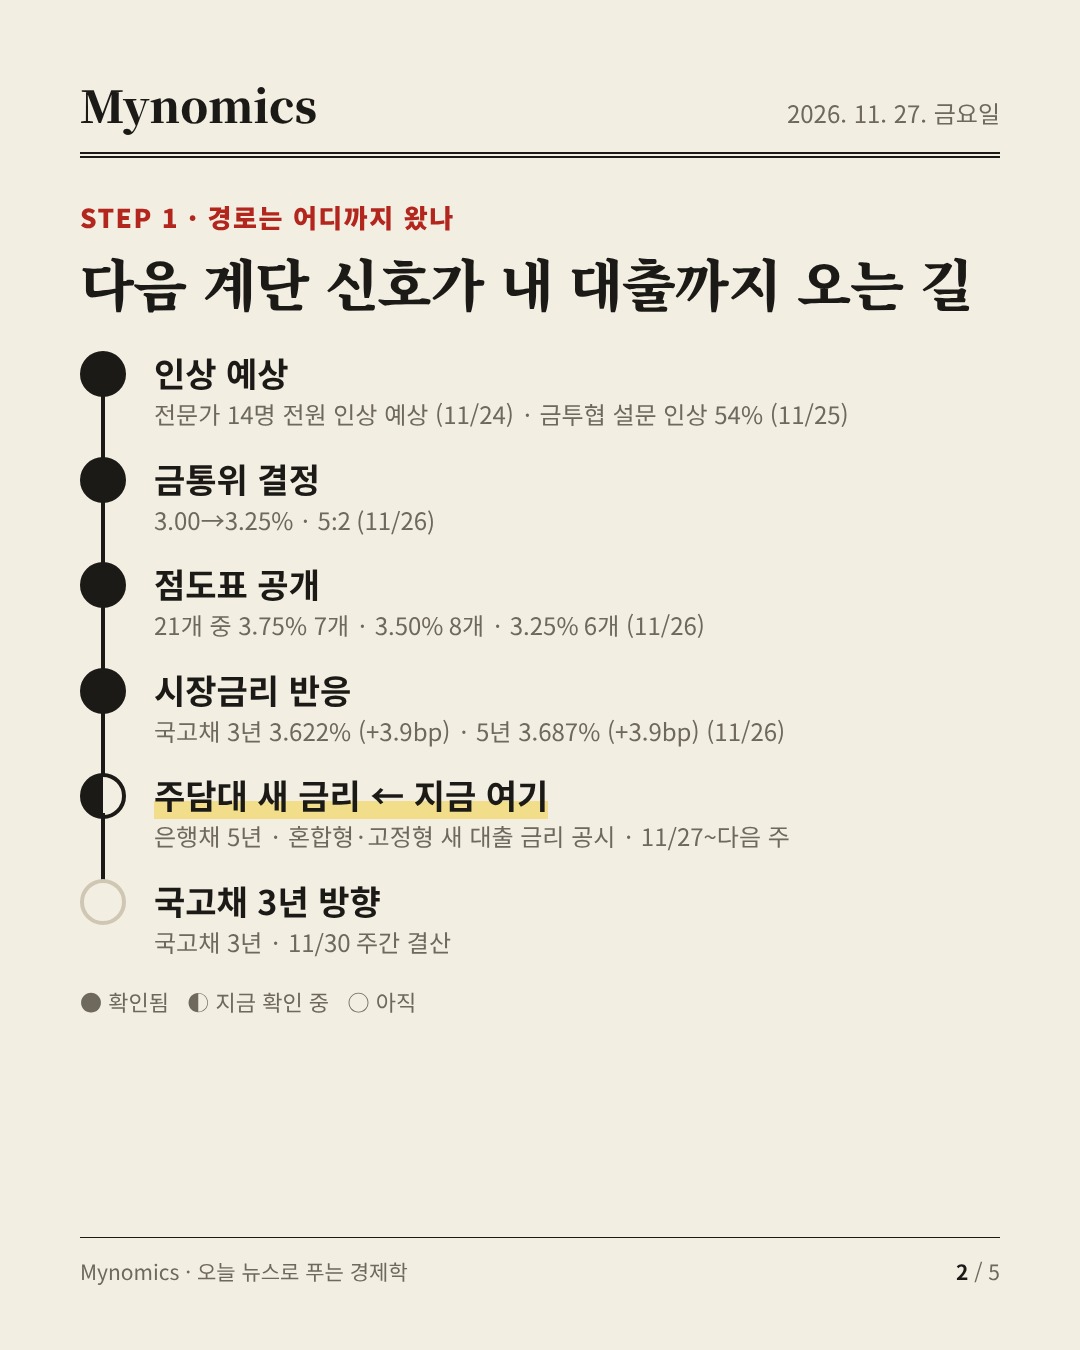 Mynomics
2026. 11. 27. 금요일
STEP 1 · 경로는 어디까지 왔나
다음 계단 신호가 내 대출까지 오는 길
인상 예상
전문가 14명 전원 인상 예상 (11/24) · 금투협 설문 인상 54% (11/25)
금통위 결정
3.00→3.25% · 5:2 (11/26)
점도표 공개
21개 중 3.75% 7개 · 3.50% 8개 · 3.25% 6개 (11/26)
시장금리 반응
국고채 3년 3.622% (+3.9bp) · 5년 3.687% (+3.9bp) (11/26)
주담대 새 금리 ← 지금 여기
은행채 5년 · 혼합형·고정형 새 대출 금리 공시 · 11/27~다음 주
국고채 3년 방향
국고채 3년 · 11/30 주간 결산
● 확인됨 ◐ 지금 확인 중 ○ 아직
Mynomics · 오늘 뉴스로 푸는 경제학
2 / 5